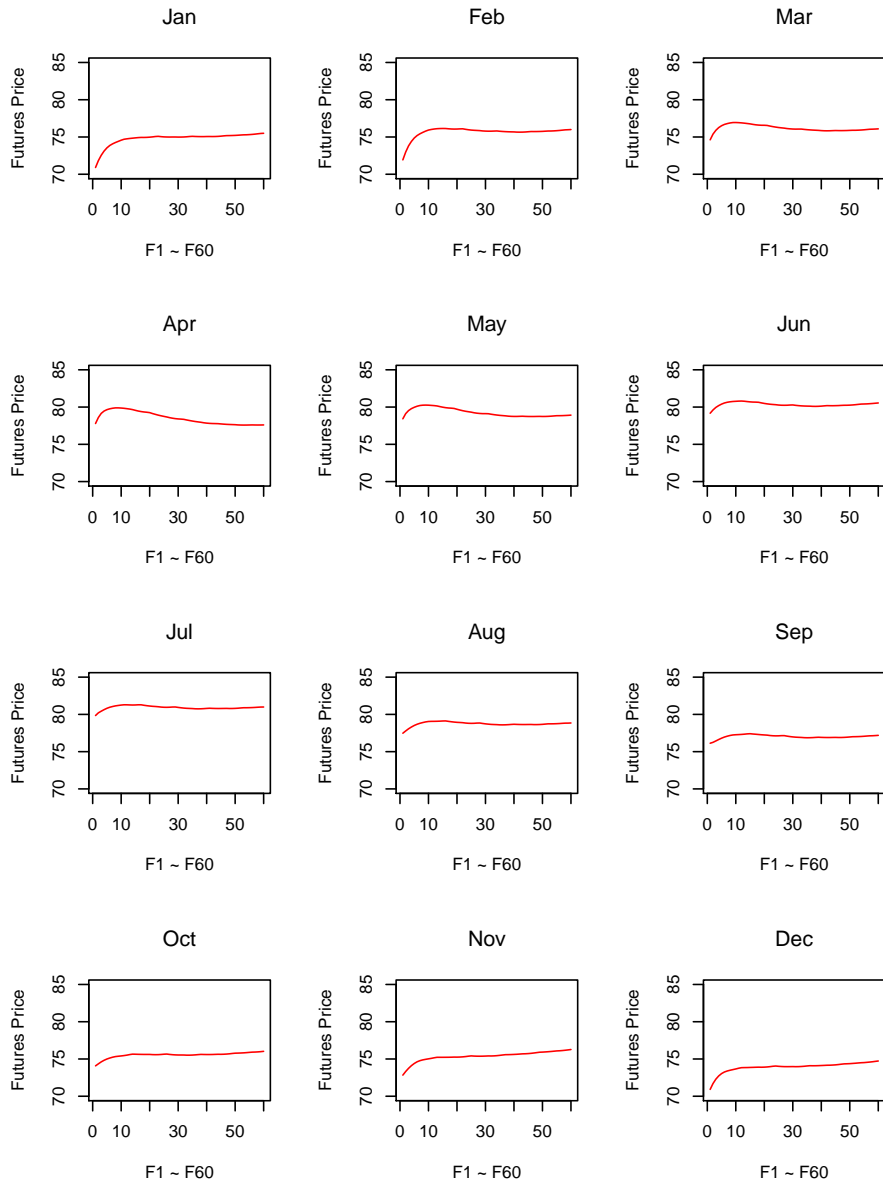 Jan Feb Mar
Futures Price Futures Price Futures Price
85 85 85
80 80 80
75 75 75
70 70 70
0 10 30 50 0 10 30 50 0 10 30 50
F1 ~ F60 F1 ~ F60 F1 ~ F60
Apr May Jun
Futures Price Futures Price Futures Price
85 85 85
80 80 80
75 75 75
70 70 70
0 10 30 50 0 10 30 50 0 10 30 50
F1 ~ F60 F1 ~ F60 F1 ~ F60
Jul Aug Sep
Futures Price Futures Price Futures Price
85 85 85
80 80 80
75 75 75
70 70 70
0 10 30 50 0 10 30 50 0 10 30 50
F1 ~ F60 F1 ~ F60 F1 ~ F60
Oct Nov Dec
Futures Price Futures Price Futures Price
85 85 85
80 80 80
75 75 75
70 70 70
0 10 30 50 0 10 30 50 0 10 30 50
F1 ~ F60 F1 ~ F60 F1 ~ F60